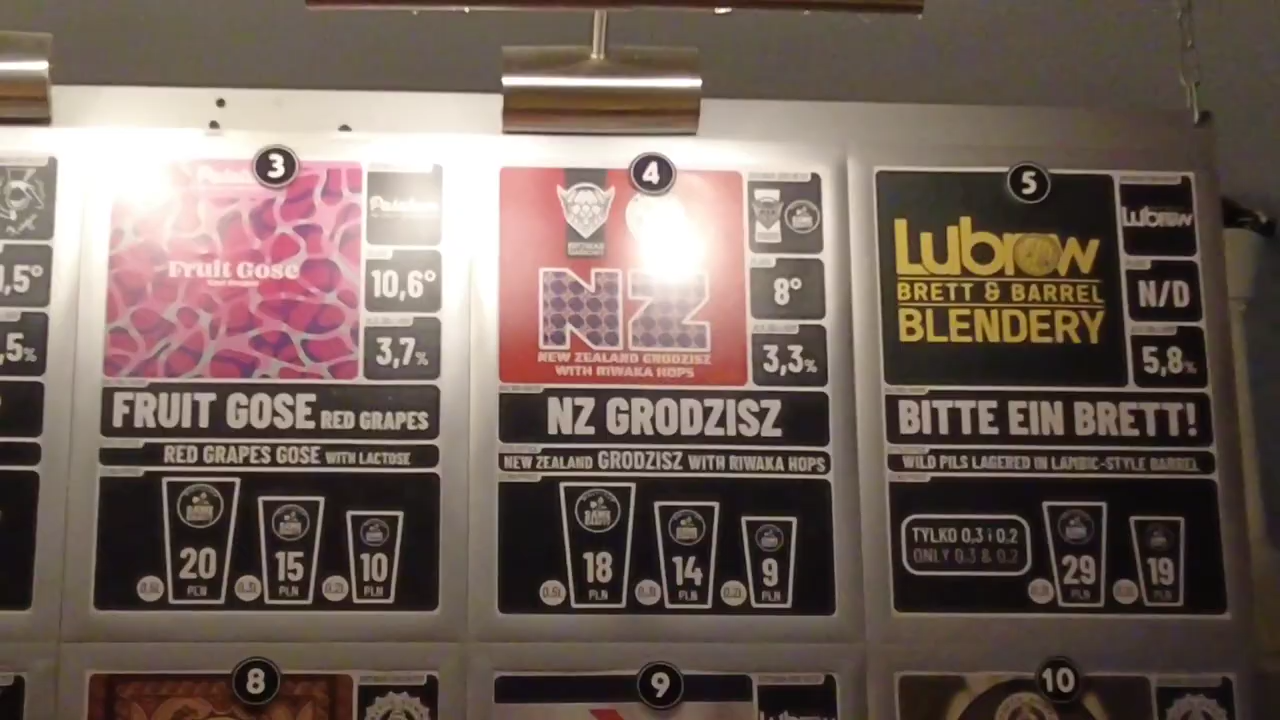 3
Fruit Gose
10,6°
3,7%
FRUIT GOSE RED GRAPES
RED GRAPES GOSE WITH LACTOSE
20 PLN
15 PLN
10 PLN
4
NZ
NEW ZEALAND GRODZISZ
WITH RIWAKA HOPS
8°
3,3%
NZ GRODZISZ
NEW ZEALAND GRODZISZ WITH RIWAKA HOPS
0.5L
18 PLN
14 PLN
9 PLN
5
Lubrow
BRETT & BARREL
BLENDERY
Lubrow
N/D
5,8%
BITTE EIN BRETT!
WILD PILS LAGERED IN LAMBIC-STYLE BARREL
TYLKO 0,3 i 0.2
ONLY 0.3 & 0.2
29 PLN
19 PLN
,5°
,5%
8
9
10